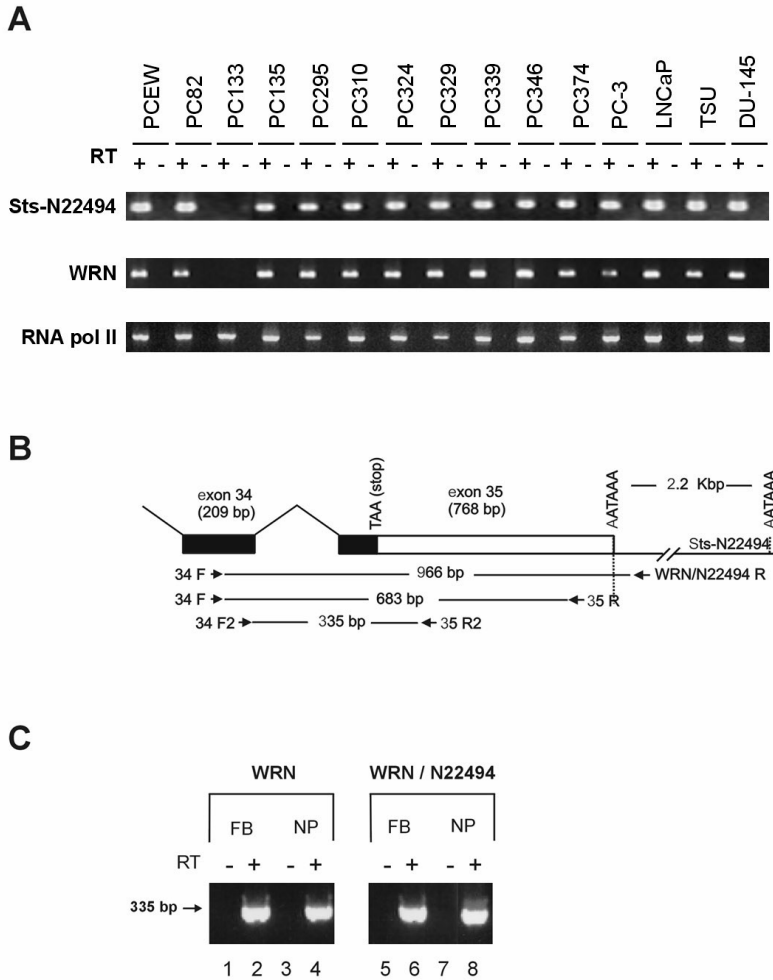 A
PCEW PC82 PC133 PC135 PC295 PC310 PC324 PC329 PC339 PC346 PC374 PC-3 LNCaP TSU DU-145
RT + - + - + - + - + - + - + - + - + - + - + - + - + - + - + -
Sts-N22494
WRN
RNA pol II
B
exon 34
(209 bp)
TAA (stop)
exon 35
(768 bp)
AATAAA
2.2 Kbp
AATAAA
Sts-N22494
34 F 966 bp WRN/N22494 R
34 F 683 bp 35 R
34 F2 335 bp 35 R2
C
WRN WRN / N22494
FB NP FB NP
RT - + - + - + - +
335 bp
1 2 3 4 5 6 7 8